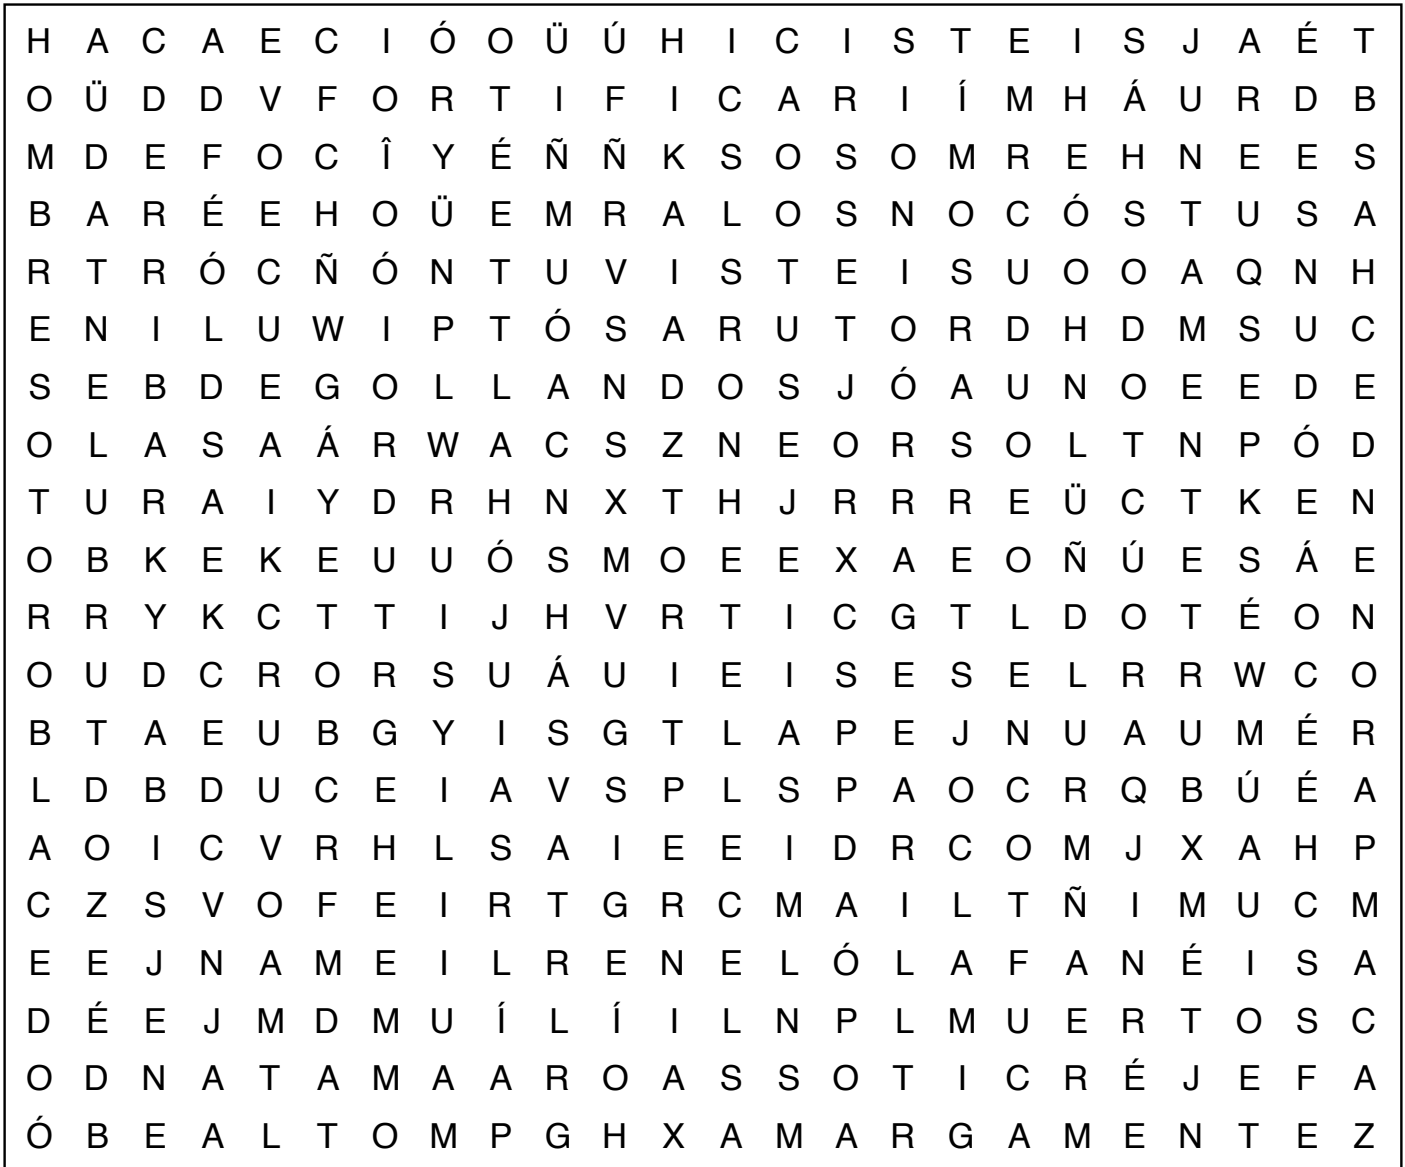 H A C A E C I Ó O Ü Ú H I C I S T E I S J A É T
O Ü D D V F O R T I F I C A R I Í M H Á U R D B
M D E F O C Î Y É Ñ Ñ K S O S O M R E H N E E S
B A R É E H O Ü E M R A L O S N O C Ó S T U S A
R T R Ó C Ñ Ó N T U V I S T E I S U O O A Q N H
E N I L U W I P T Ó S A R U T O R D H D M S U C
S E B D E G O L L A N D O S J Ó A U N O E E D E
O L A S A Á R W A C S Z N E O R S O L T N P Ó D
T U R A I Y D R H N X T H J R R R E Ü C T K E N
O B K E K E U U Ó S M O E E X A E O Ñ Ú E S Á E
R R Y K C T T I J H V R T I C G T L D O T É O N
O U D C R O R S U Á U I E I S E S E L R R W C O
B T A E U B G Y I S G T L A P E J N U A U M É R
L D B D U C E I A V S P L S P A O C R Q B Ú É A
A O I C V R H L S A I E E I D R C O M J X A H P
C Z S V O F E I R T G R C M A I L T Ñ I M U C M
E E J N A M E I L R E N E L Ó L A F A N É I S A
D É E J M D M U Í L Í I L N P L M U E R T O S C
O D N A T A M A A R O A S S O T I C R É J E F A
Ó B E A L T O M P G H X A M A R G A M E N T E Z